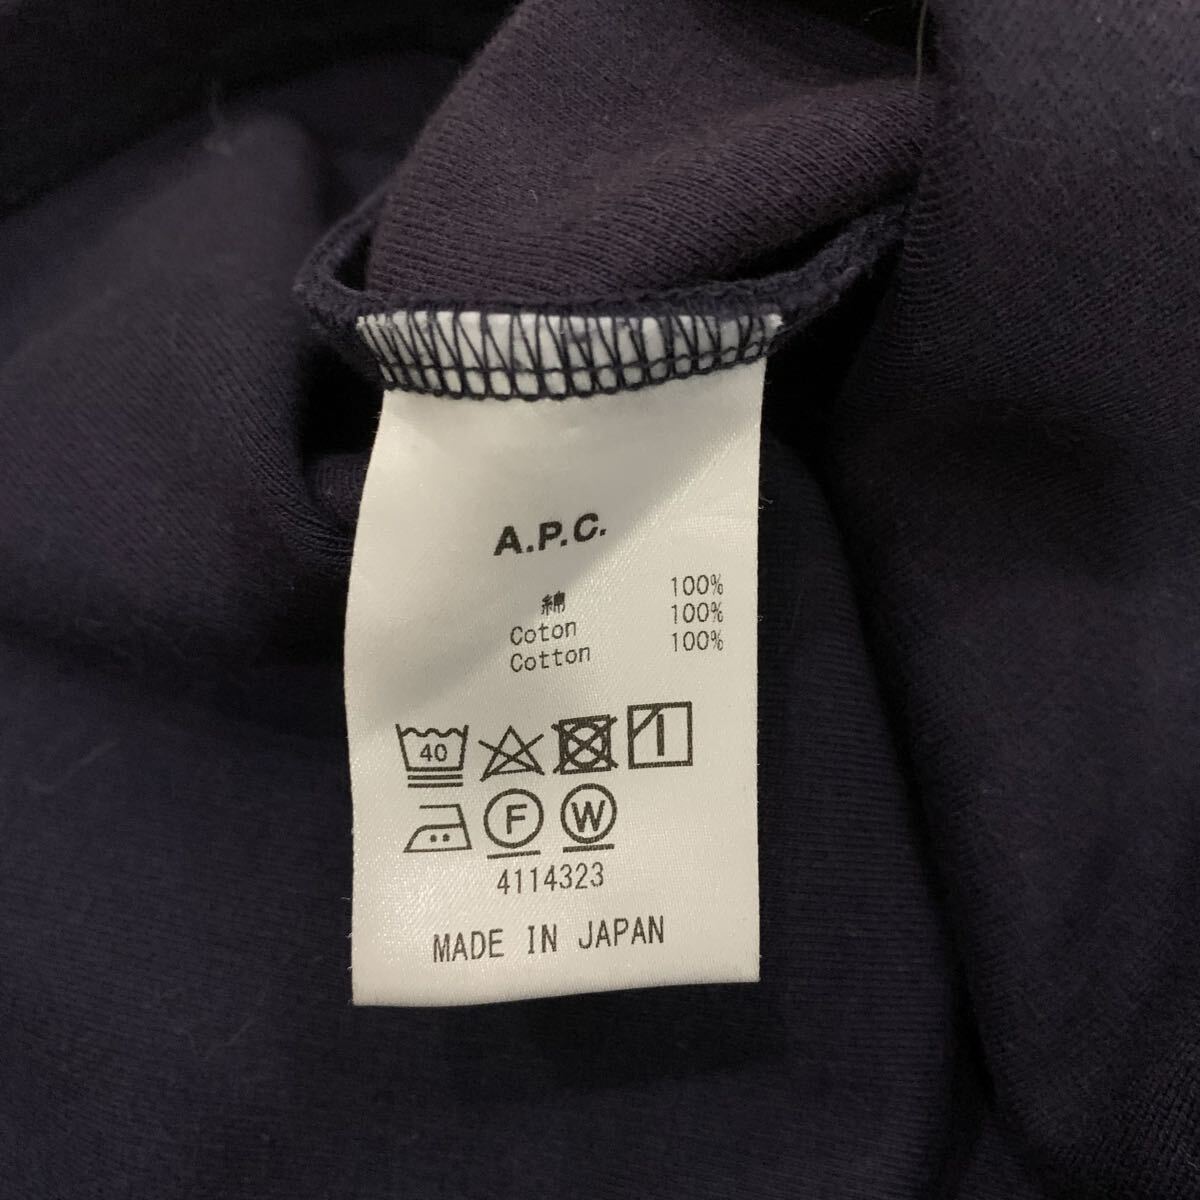 A.P.C.
綿 100%
Coton 100%
Cotton 100%
40
F W
4114323
MADE IN JAPAN